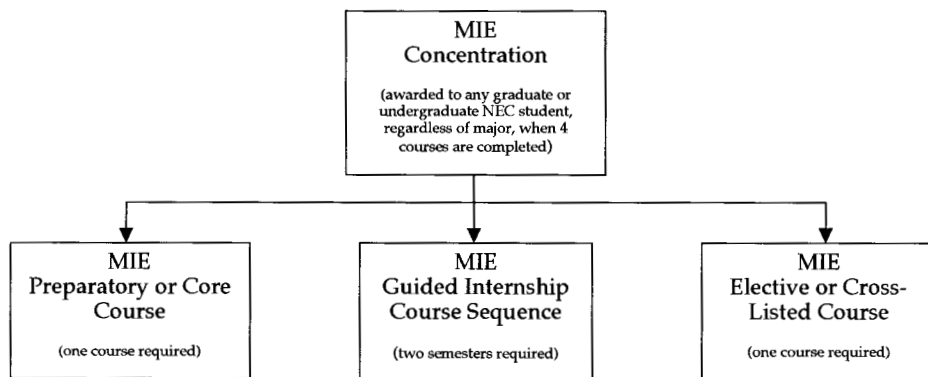 MIE
Concentration
(awarded to any graduate or
undergraduate NEC student,
regardless of major, when 4
courses are completed)
MIE
Preparatory or Core
Course
(one course required)
MIE
Guided Internship
Course Sequence
(two semesters required)
MIE
Elective or Cross-
Listed Course
(one course required)